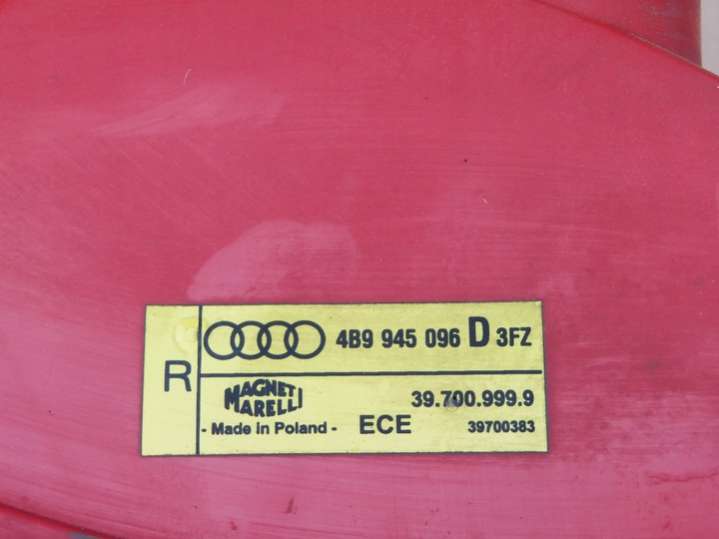 R
4B9 945 096 D 3FZ
MAGNETI MARELLI
39.700.999.9
- Made in Poland - ECE 39700383